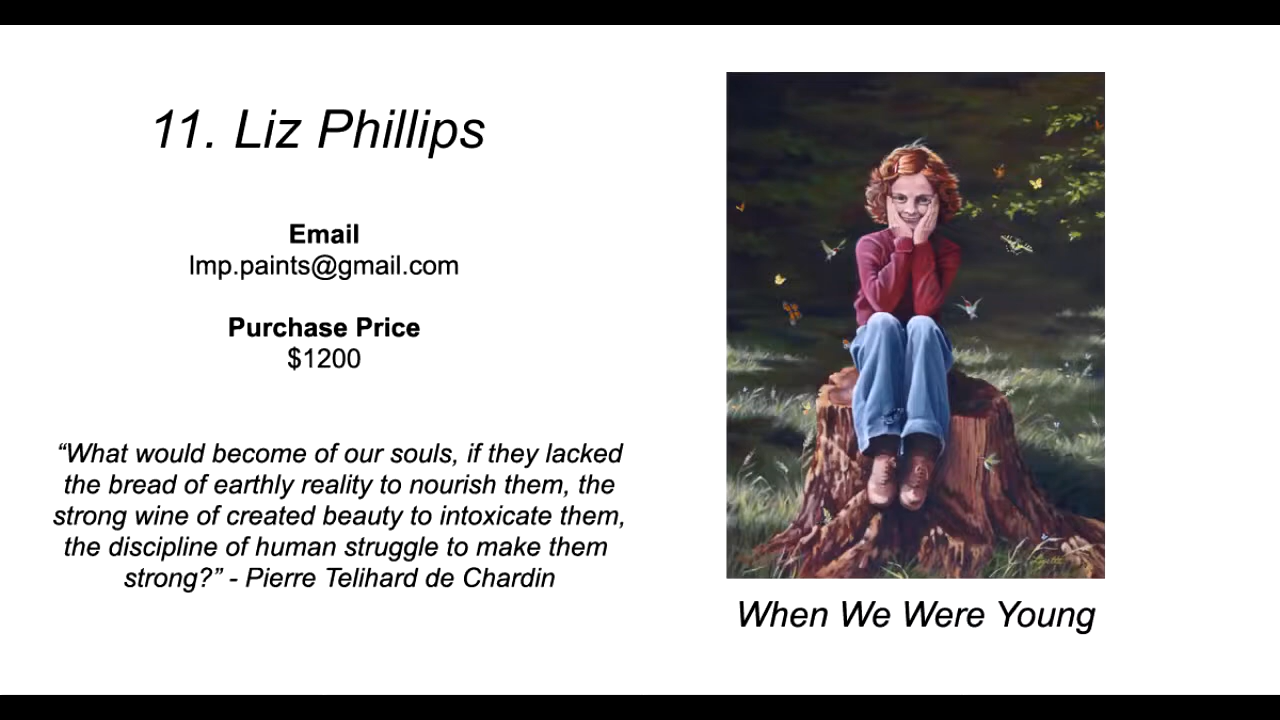 11. Liz Phillips
Email
lmp.paints@gmail.com
Purchase Price
$1200
“What would become of our souls, if they lacked
the bread of earthly reality to nourish them, the
strong wine of created beauty to intoxicate them,
the discipline of human struggle to make them
strong?” - Pierre Telihard de Chardin
When We Were Young